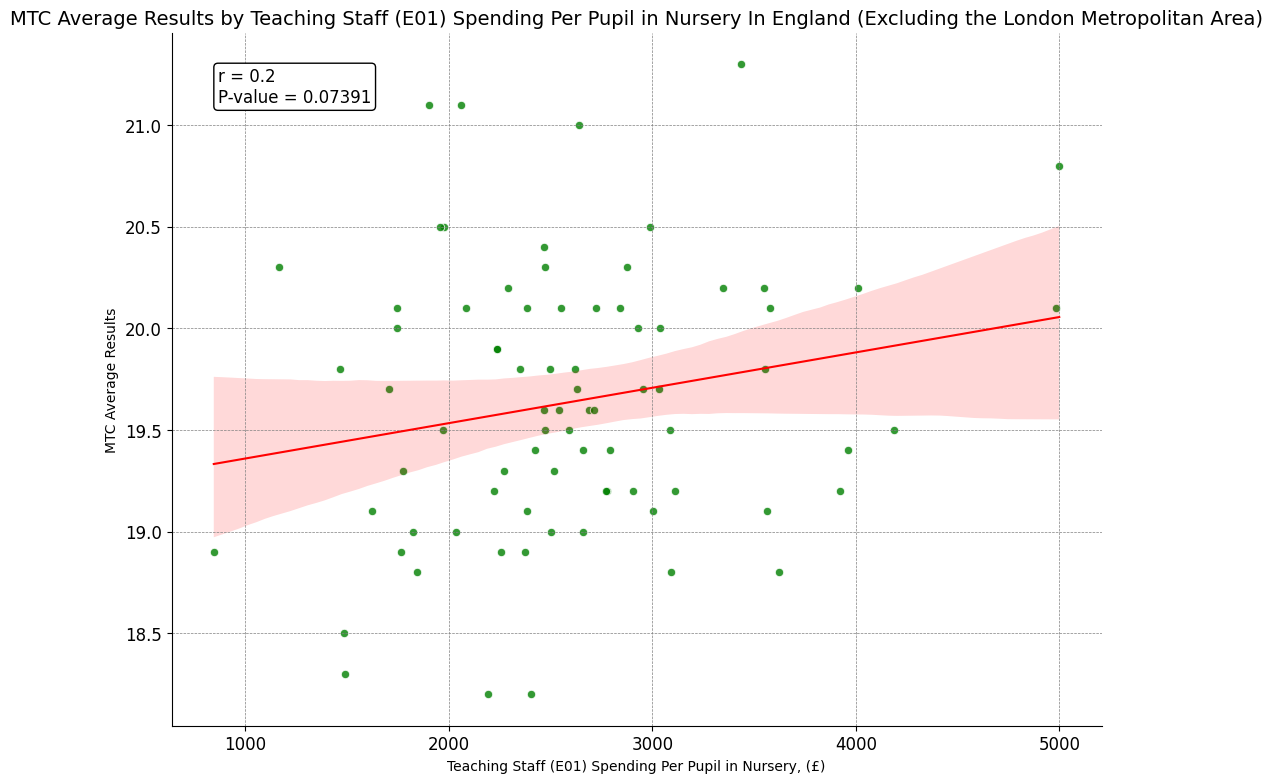 MTC Average Results by Teaching Staff (E01) Spending Per Pupil in Nursery In England (Excluding the London Metropolitan Area)
r = 0.2
P-value = 0.07391
21.0
20.5
20.0
19.5
19.0
18.5
MTC Average Results
1000 2000 3000 4000 5000
Teaching Staff (E01) Spending Per Pupil in Nursery, (£)